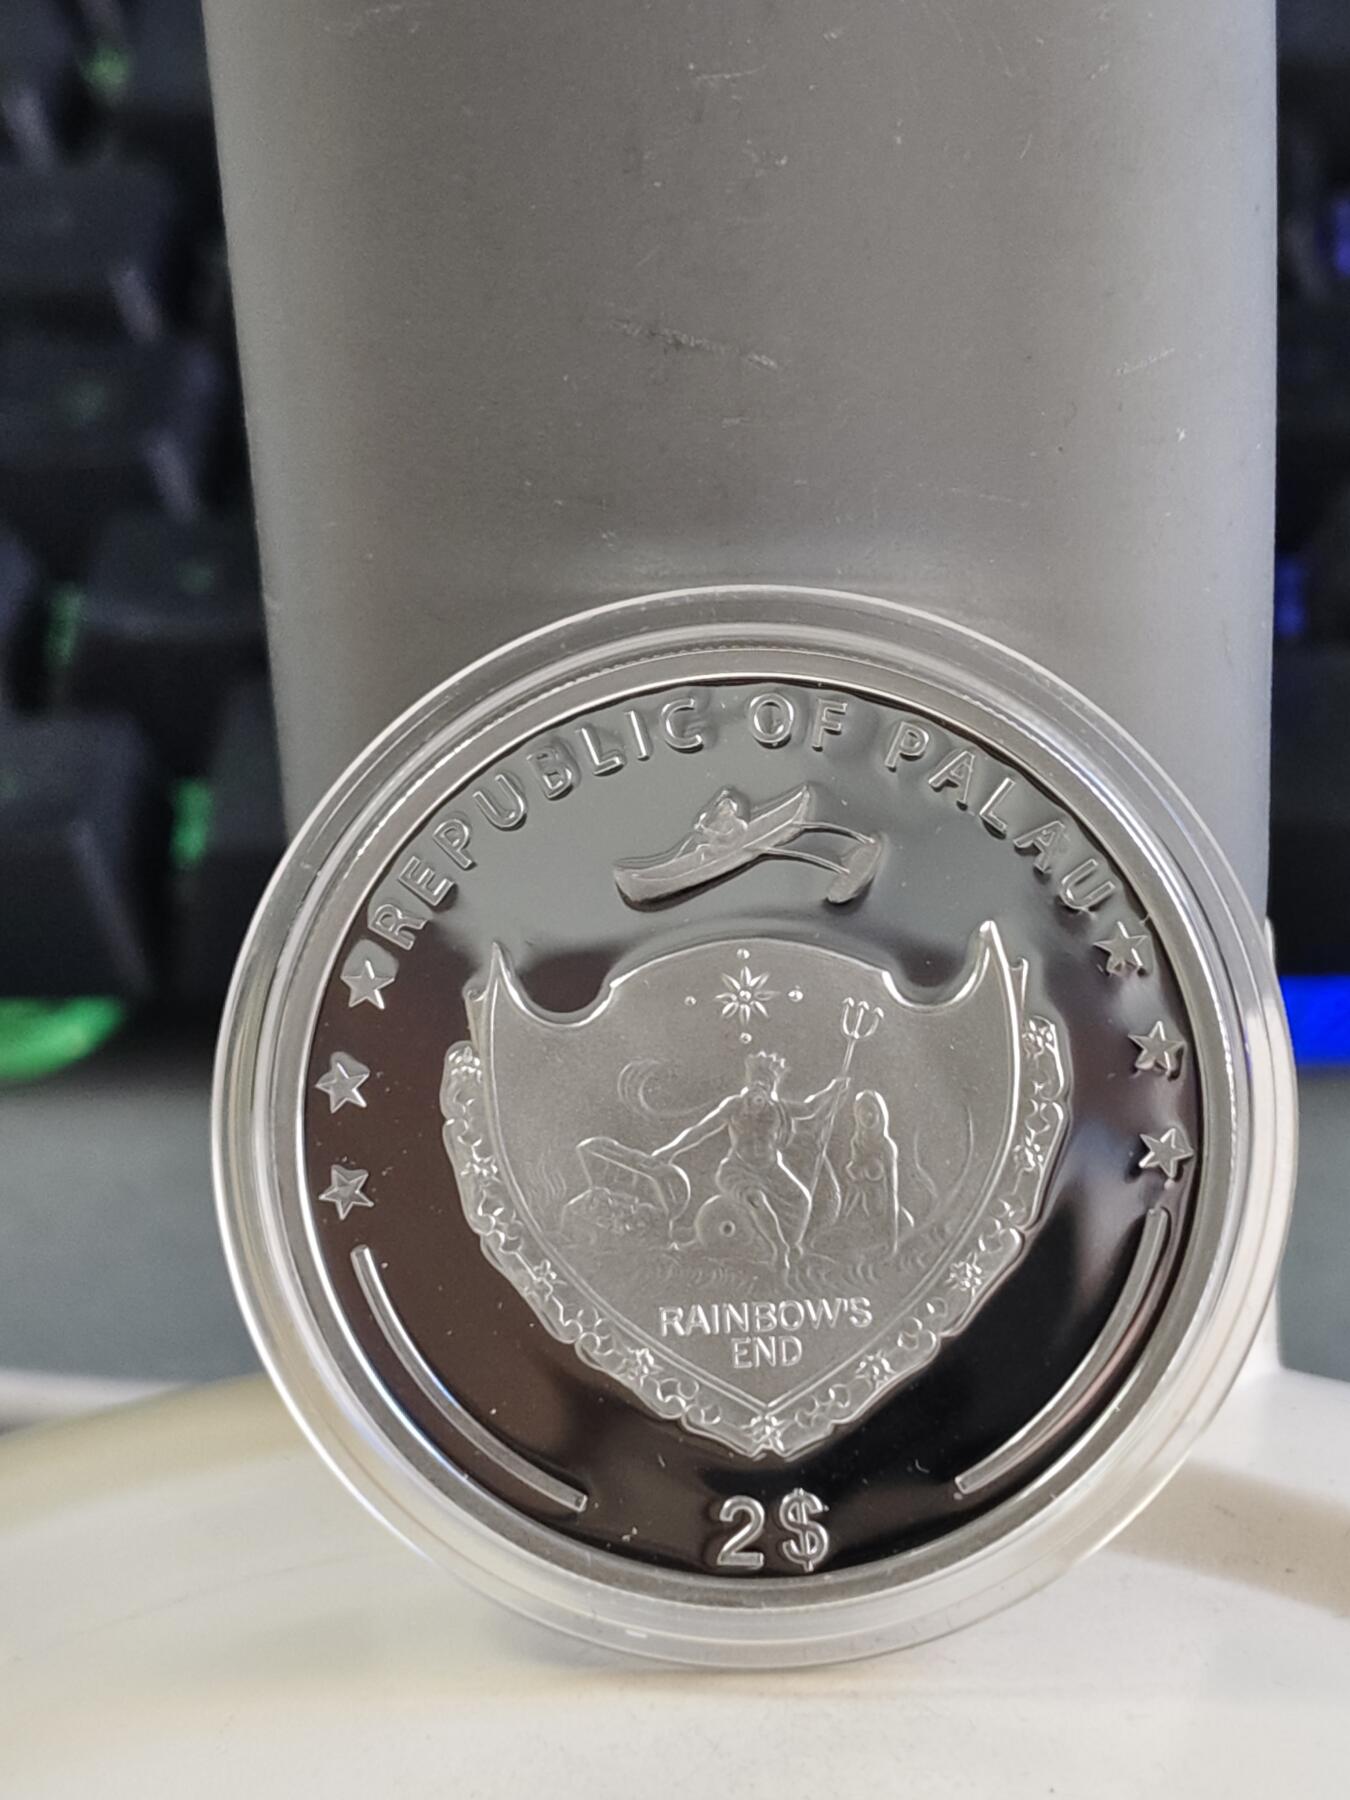 REPUBLIC OF PALAU
RAINBOW'S
END
2$